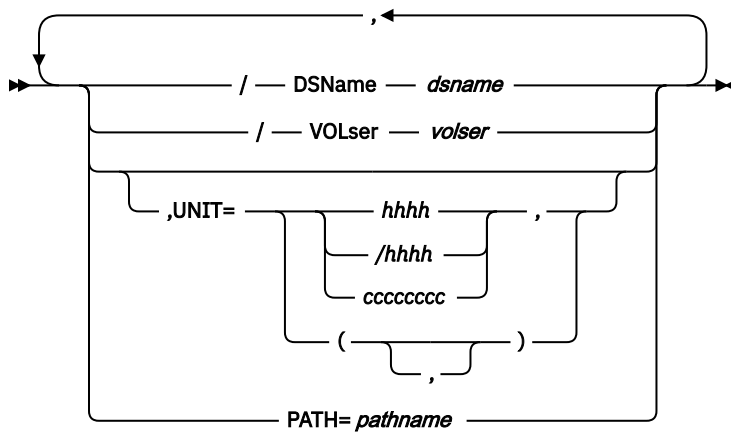 ,
/ DSName dsname
/ VOLser volser
,UNIT= hhhh ,
/hhhh
cccccccc
( )
,
PATH= pathname